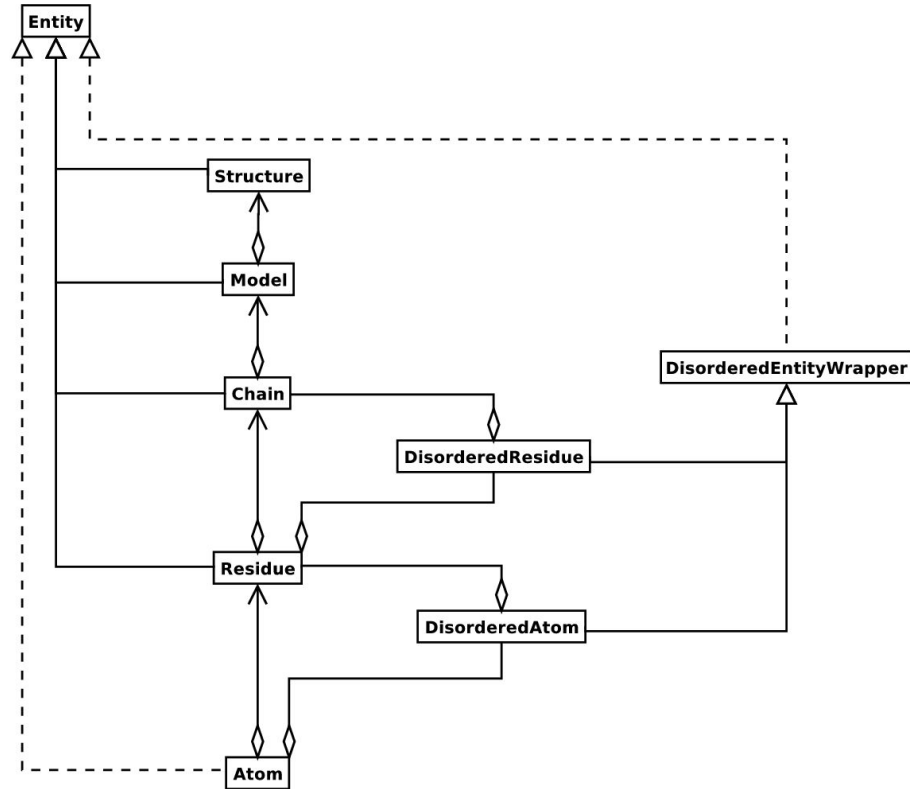 Entity
Structure
Model
DisorderedEntityWrapper
Chain
DisorderedResidue
Residue
DisorderedAtom
Atom